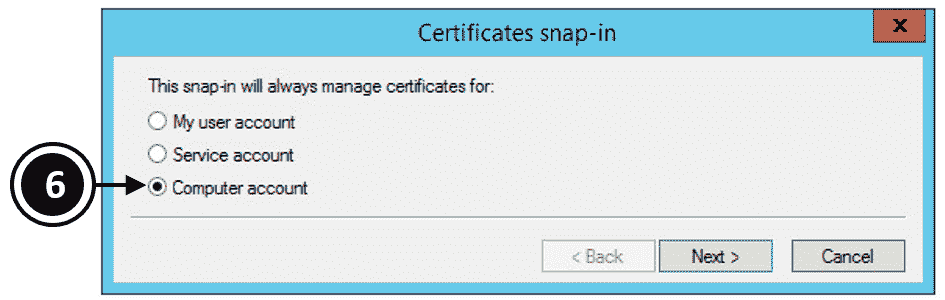 Certificates snap-in
x
This snap-in will always manage certificates for:
My user account
Service account
6
Computer account
< Back
Next >
Cancel